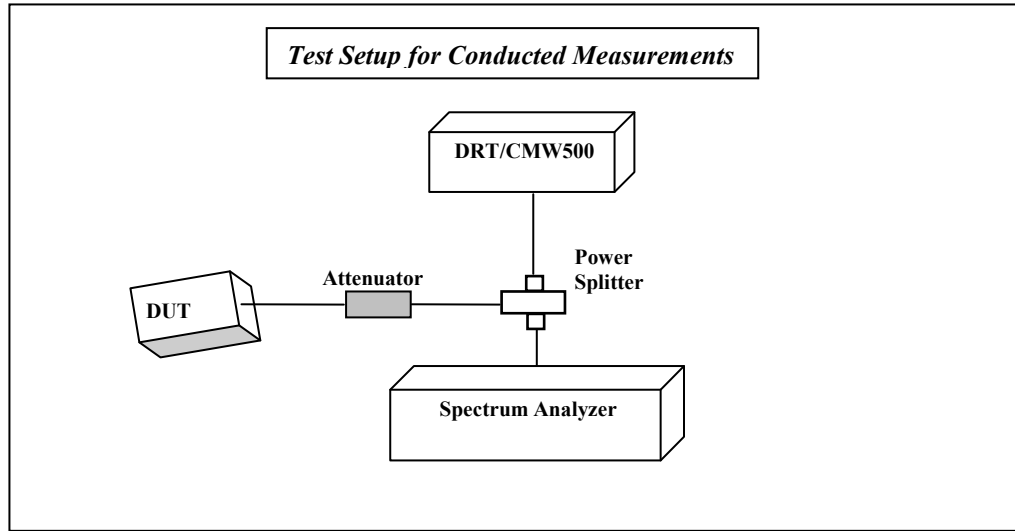 Test Setup for Conducted Measurements
DRT/CMW500
Power
Splitter
Attenuator
DUT
Spectrum Analyzer